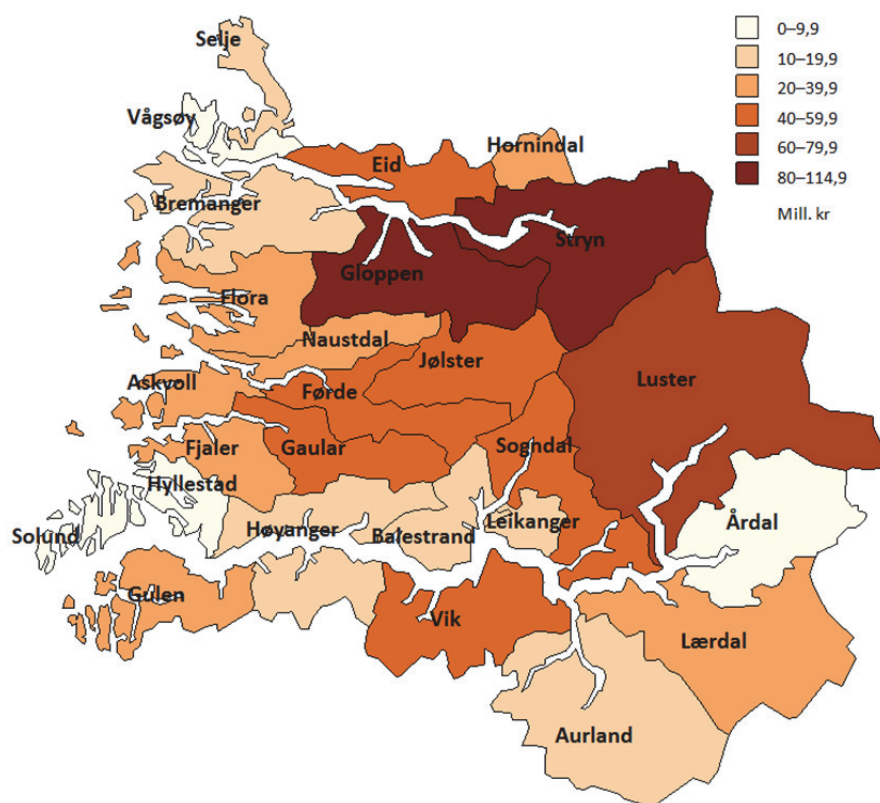 Selje
0–9,9
10–19,9
20–39,9
40–59,9
60–79,9
80–114,9
Mill. kr
Vågsøy
Hornindal
Eid
Bremanger
Stryn
Gloppen
Flora
Naustdal
Jølster
Askvoll
Førde
Luster
Fjaler
Gaular
Sogndal
Hyllestad
Høyanger
Leikanger
Årdal
Solund
Balestrand
Gulen
Vik
Lærdal
Aurland